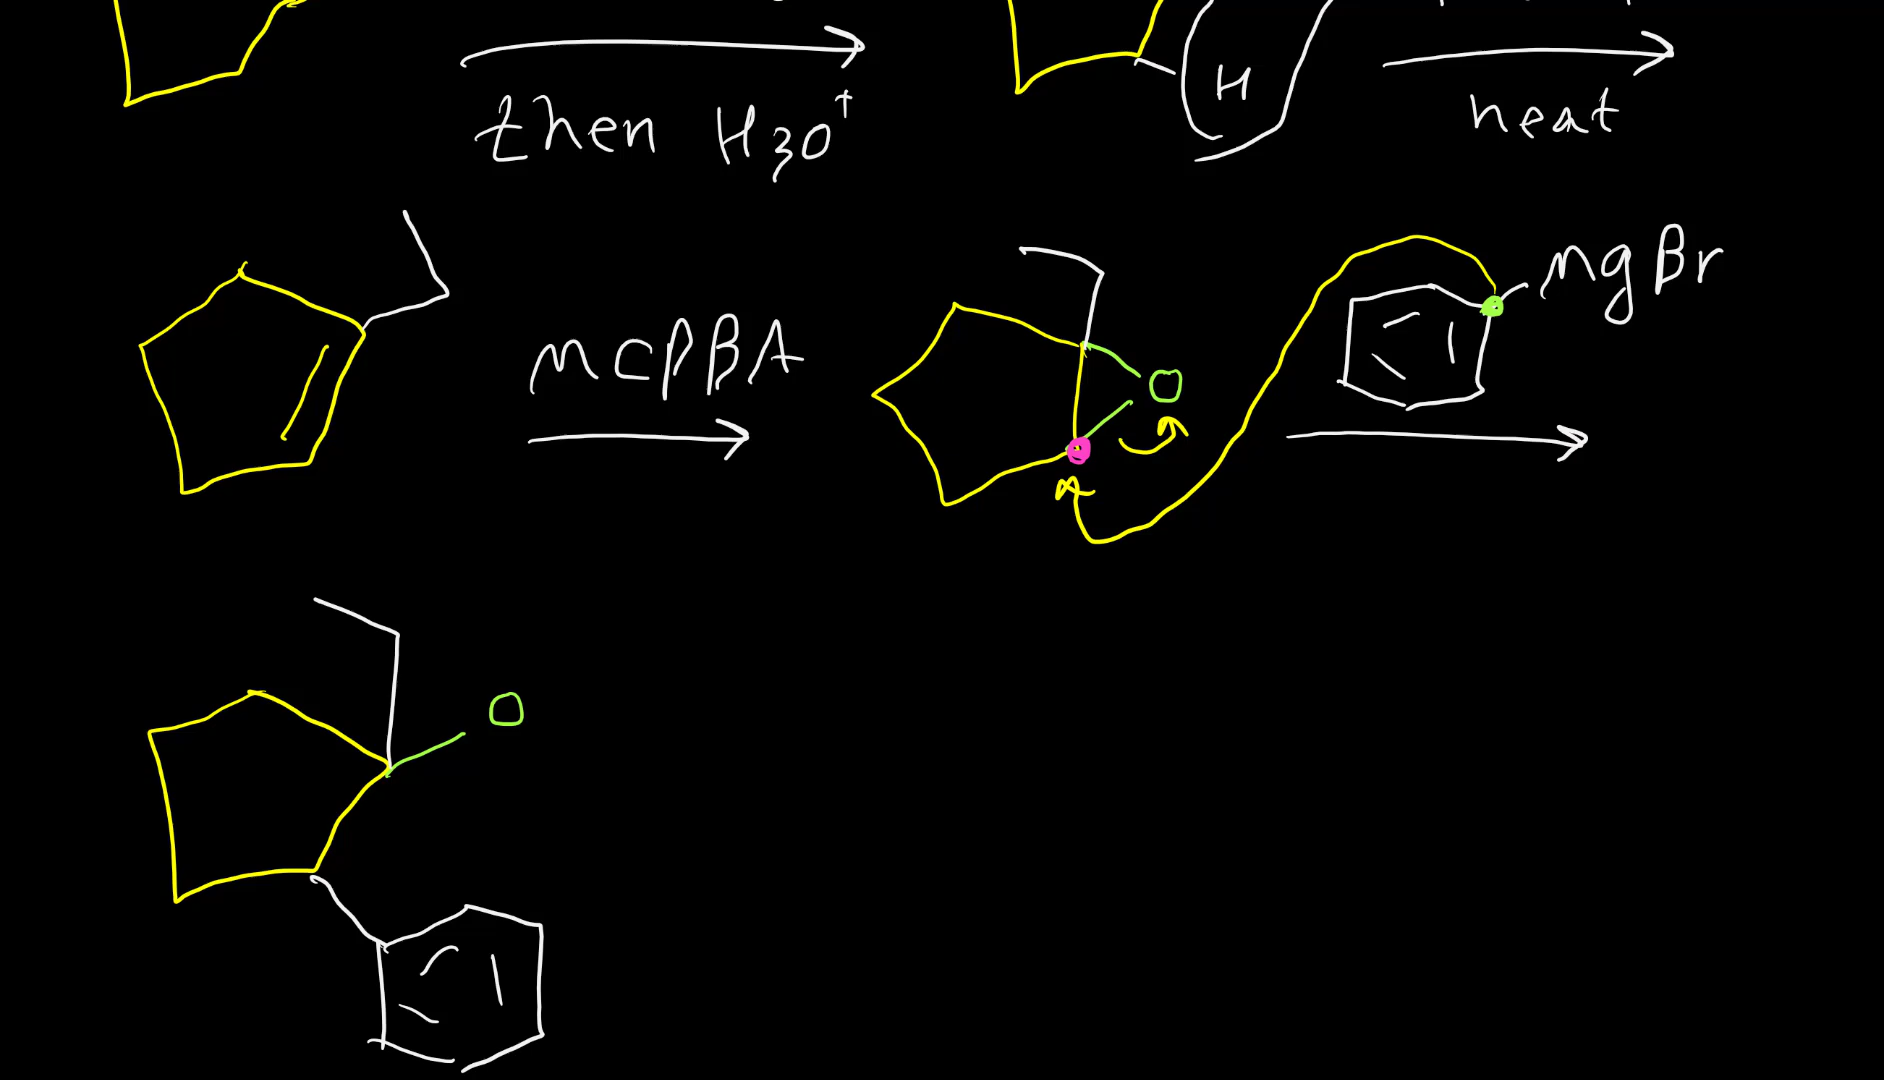 H
then H3O+
heat
MgBr
mCPBA
O
O